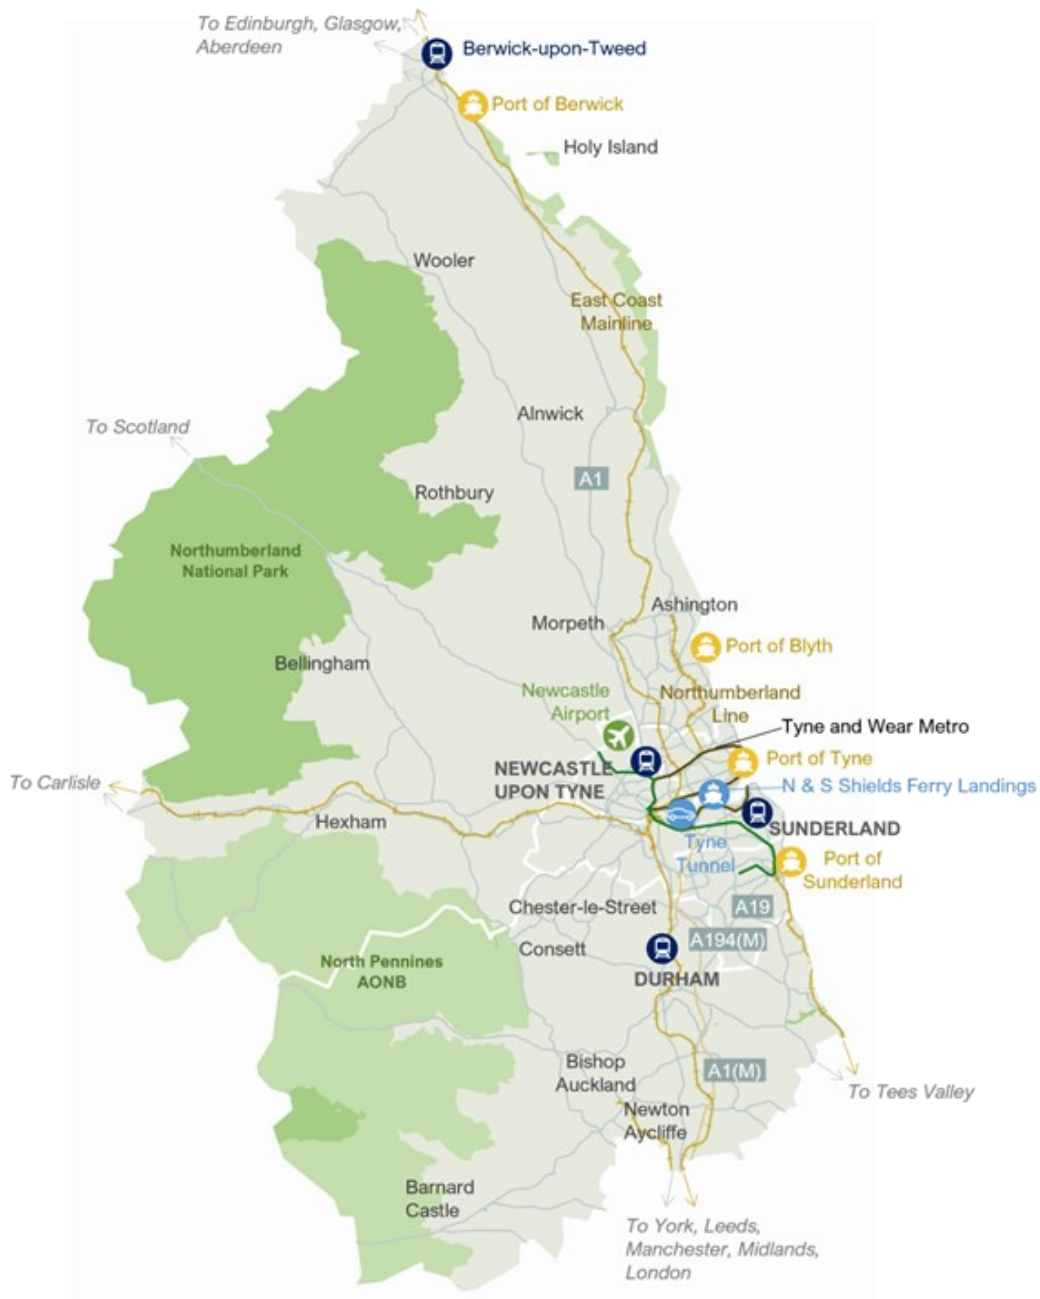 To Edinburgh, Glasgow,
Aberdeen
Berwick-upon-Tweed
Port of Berwick
Holy Island
Wooler
East Coast
Mainline
Alnwick
To Scotland
A1
Rothbury
Northumberland
National Park
Ashington
Morpeth
Port of Blyth
Bellingham
Newcastle
Airport
Northumberland
Line
Tyne and Wear Metro
Port of Tyne
NEWCASTLE
UPON TYNE
To Carlisle
N & S Shields Ferry Landings
Hexham
SUNDERLAND
Tyne
Tunnel
Port of
Sunderland
Chester-le-Street
A19
A194(M)
Consett
North Pennines
AONB
DURHAM
Bishop
Auckland
A1(M)
To Tees Valley
Newton
Aycliffe
Barnard
Castle
To York, Leeds,
Manchester, Midlands,
London